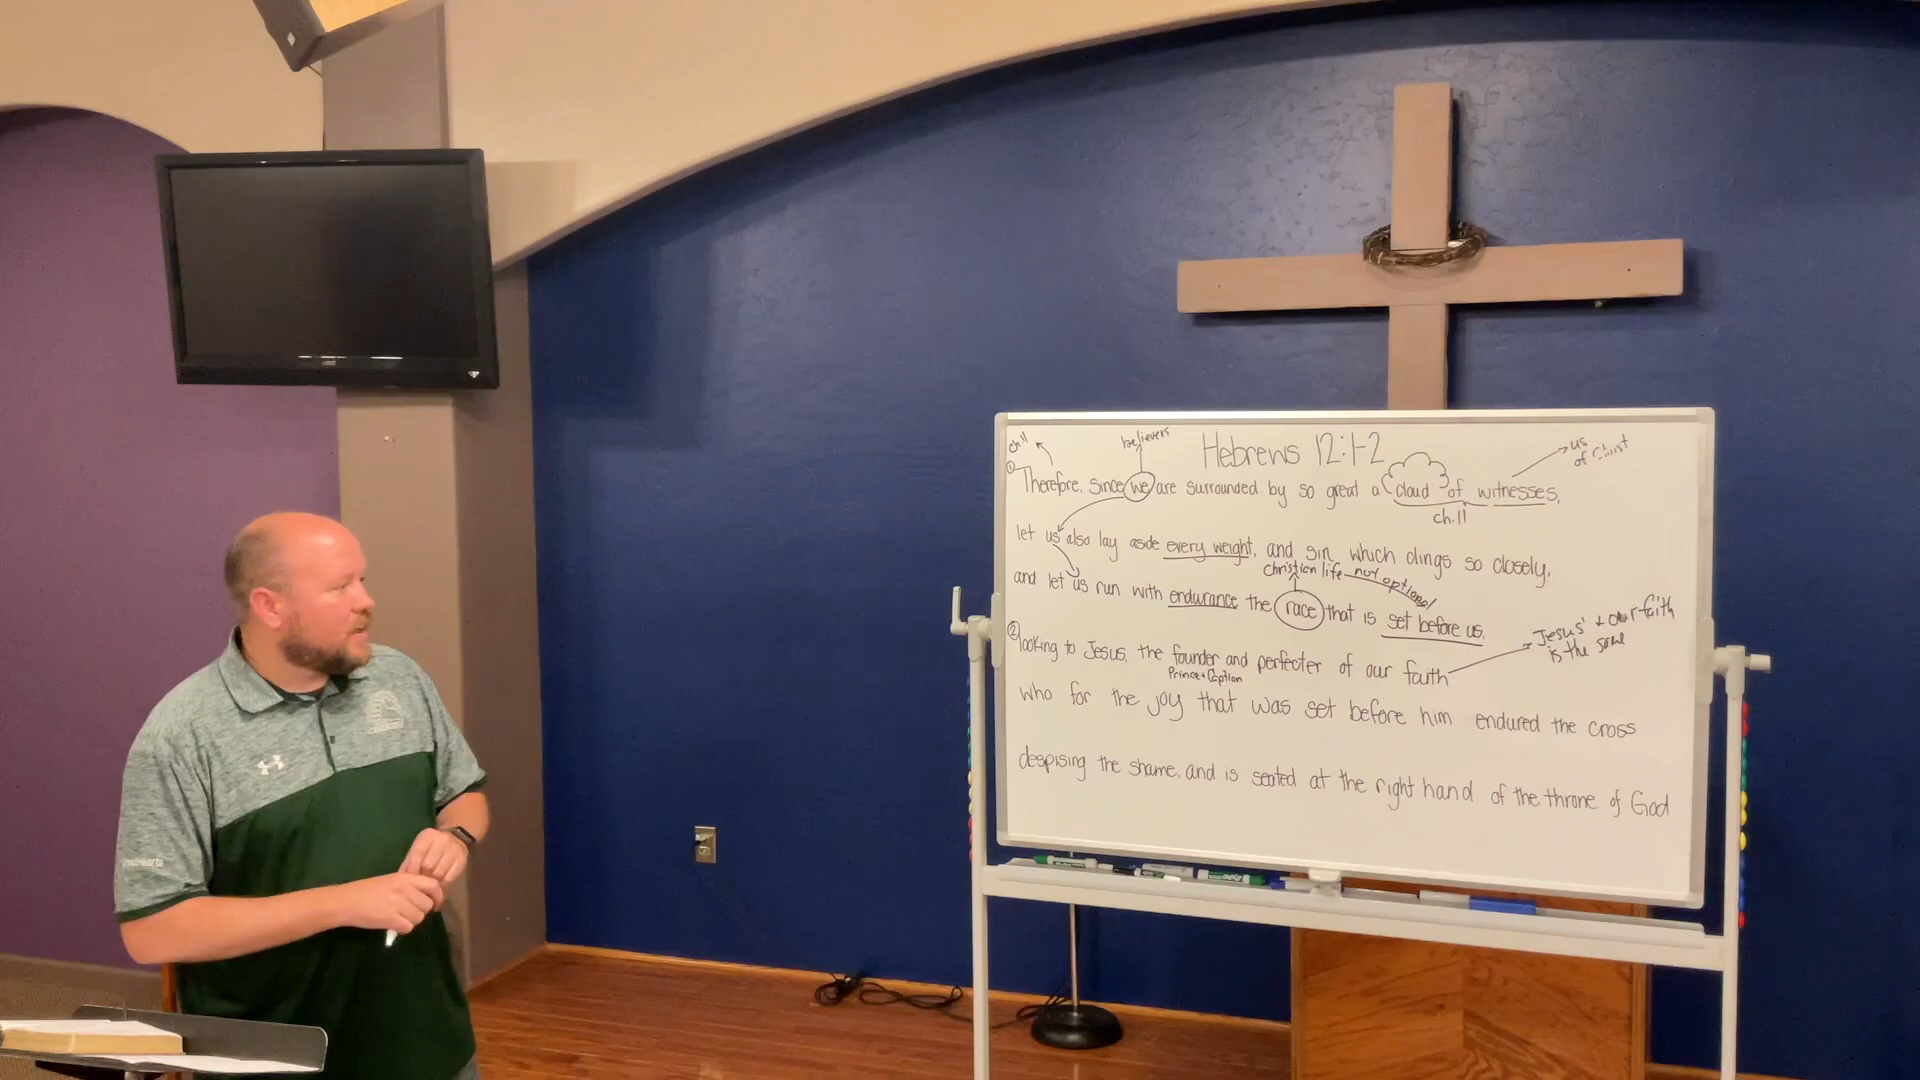 Hebrews 12:1-2
ch. 11
believers
us
of Christ
① Therefore, since we are surrounded by so great a cloud of witnesses,
ch. 11
let us also lay aside every weight, and sin which clings so closely,
christian life not optional
and let us run with endurance the race that is set before us,
Jesus' + our faith
is the same
② looking to Jesus, the founder and perfecter of our faith
Prince + Caption
who for the joy that was set before him endured the cross
despising the shame, and is seated at the right hand of the throne of God